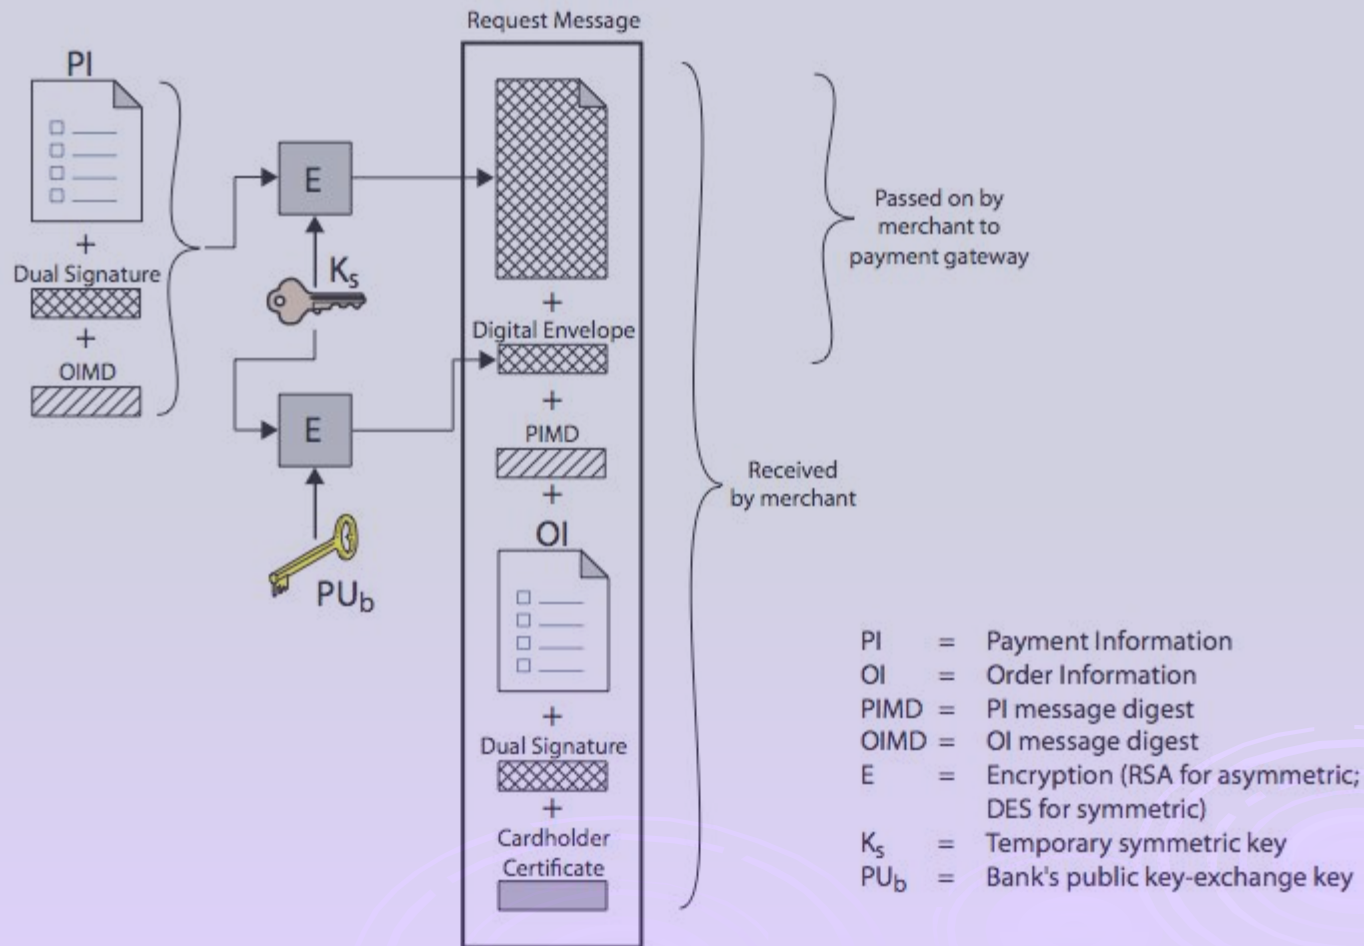 Request Message
PI
+
Dual Signature
+
OIMD
E
Ks
E
PUb
+
Digital Envelope
+
PIMD
+
OI
+
Dual Signature
+
Cardholder
Certificate
Passed on by
merchant to
payment gateway
Received
by merchant
PI = Payment Information
OI = Order Information
PIMD = PI message digest
OIMD = OI message digest
E = Encryption (RSA for asymmetric;
DES for symmetric)
Ks = Temporary symmetric key
PUb = Bank's public key-exchange key